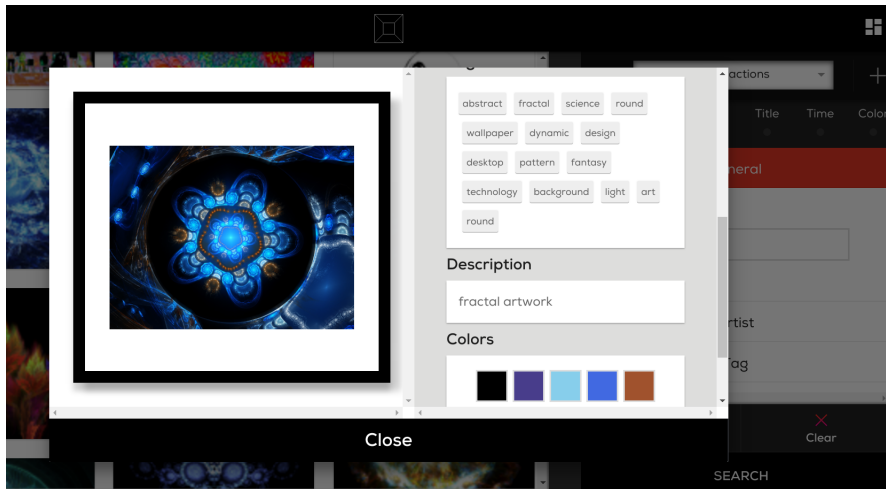 actions
Title Time Color
neral
abstract fractal science round
wallpaper dynamic design
desktop pattern fantasy
technology background light art
round
Description
fractal artwork
Colors
rtist
Tag
Close
Clear
SEARCH